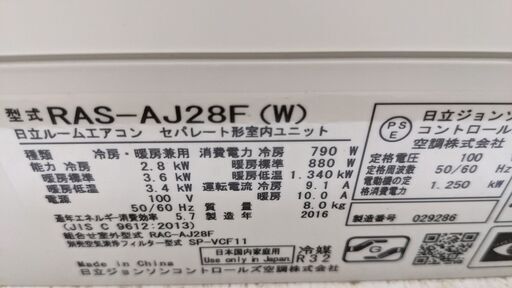 型式 RAS-AJ28F (W)
日立ルームエアコン セパレート形室内ユニット
種類 冷房・暖房兼用
能力 冷房 2.8 kW
暖房標準 3.6 kW
暖房低温 3.4 kW
電源 100 V
50/60 Hz
消費電力 冷房 790 W
暖房標準 880 W
暖房低温 1.340 kW
運転電流 冷房 9.1 A
暖房 10.0 A
質量 8.0 kg
通年エネルギー消費効率 5.7 2016
(JIS C 9612:2013)
組合せ室外型式 RAC-AJ28F
別売空気清浄フィルター型式 SP-VCF11
Made in China
日本国内家庭用
Use only in Japan
冷媒
R32
日立ジョンソンコントロールズ空調株式会社
PS
E
日立ジョンソン
コントロールズ
空調株式会社
定格電圧 100
定格周波数 50/60 Hz
電動機の定格消費電力 1.250 kW
製造番号 029286
G